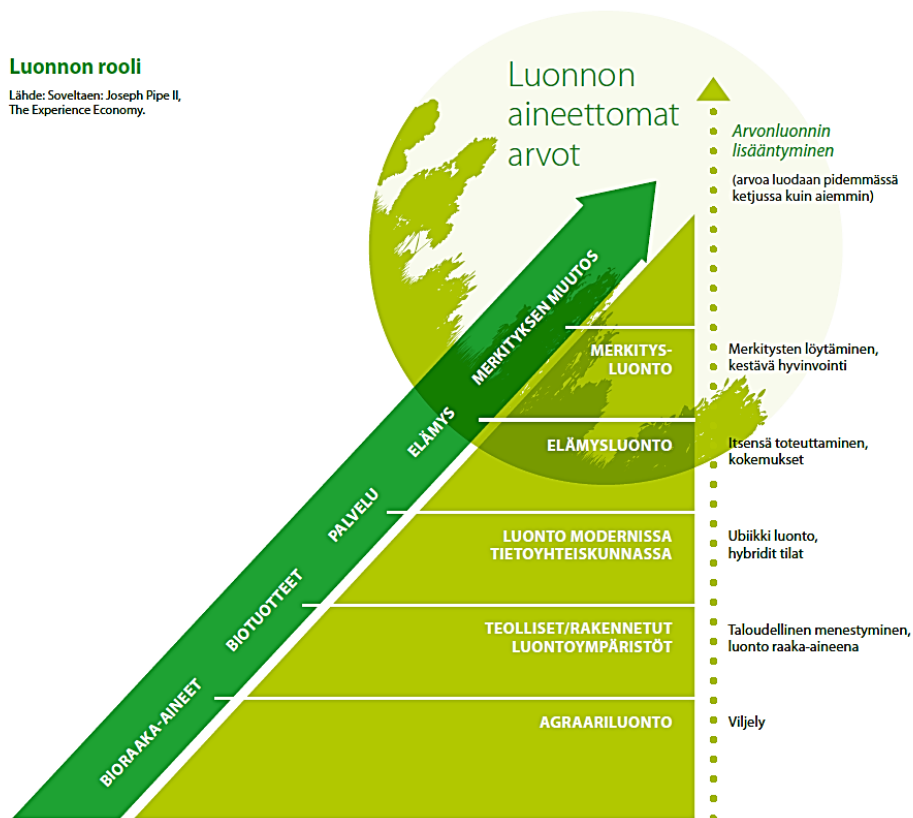 Luonnon rooli
Lähde: Soveltaen: Joseph Pipe II,
The Experience Economy.
Luonnon
aineettomat
arvot
Arvonluonnin
lisääntyminen
(arvoa luodaan pidemmässä
ketjussa kuin aiemmin)
MERKITYKSEN MUUTOS
ELÄMYS
PALVELU
BIOTUOTTEET
BIORAAKA-AINEET
MERKITYS-
LUONTO
Merkitysten löytäminen,
kestävä hyvinvointi
ELÄMYSLUONTO
Itsensä toteuttaminen,
kokemukset
LUONTO MODERNISSA
TIETOYHTEISKUNNASSA
Ubiikki luonto,
hybridit tilat
TEOLLISET/RAKENNETUT
LUONTOYMPÄRISTÖT
Taloudellinen menestyminen,
luonto raaka-aineena
AGRAARILUONTO
Viljely